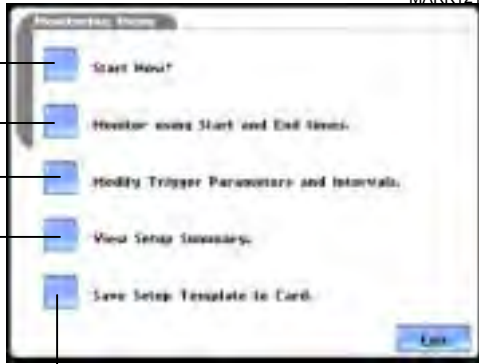 Monitoring Menu
Start Now?
Monitor using Start and End times.
Modify Trigger Parameters and Intervals.
View Setup Summary.
Save Setup Template to Card.
Exit